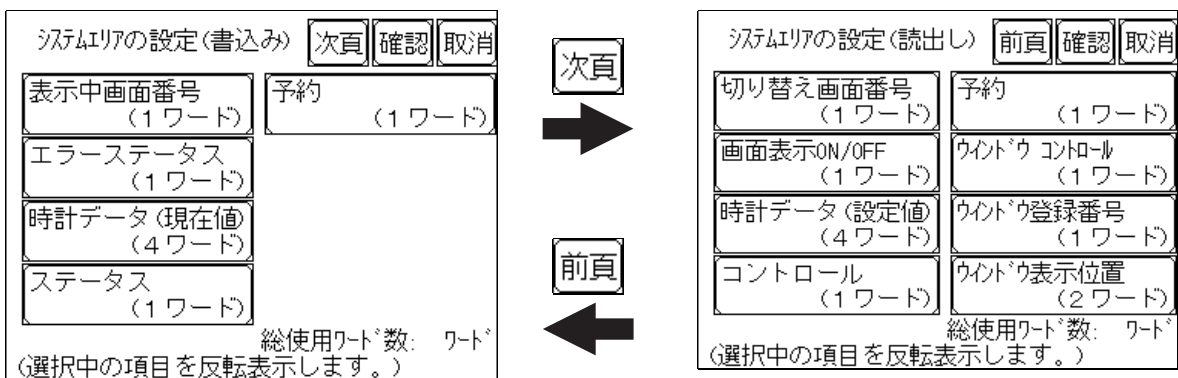 システムエリアの設定(書込み) 次頁 確認 取消
表示中画面番号
(1ワード)
予約
(1ワード)
エラーステータス
(1ワード)
時計データ(現在値)
(4ワード)
ステータス
(1ワード)
総使用ワード数: ワード
(選択中の項目を反転表示します。)
次頁
前頁
システムエリアの設定(読出し) 前頁 確認 取消
切り替え画面番号
(1ワード)
予約
(1ワード)
画面表示ON/OFF
(1ワード)
ウインドウ コントロール
(1ワード)
時計データ(設定値)
(4ワード)
ウインドウ登録番号
(1ワード)
コントロール
(1ワード)
ウインドウ表示位置
(2ワード)
総使用ワード数: ワード
(選択中の項目を反転表示します。)